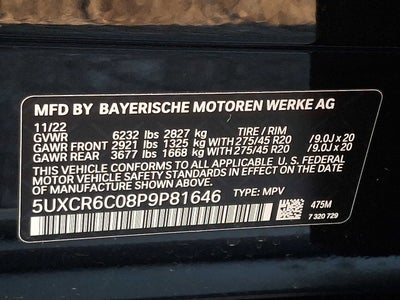 MFD BY BAYERISCHE MOTOREN WERKE AG
11/22
GVWR 6232 lbs 2827 kg TIRE / RIM
GAWR FRONT 2921 lbs 1325 kg WITH 275/45 R20 /9.0J x 20
GAWR REAR 3677 lbs 1668 kg WITH 275/45 R20 /9.0J x 20
THIS VEHICLE CONFORMS TO ALL APPLICABLE U.S. FEDERAL
MOTOR VEHICLE SAFETY STANDARDS IN EFFECT ON THE DATE
OF MANUFACTURE SHOWN ABOVE.
5UXCR6C08P9P81646 TYPE: MPV
475M
7 320 729